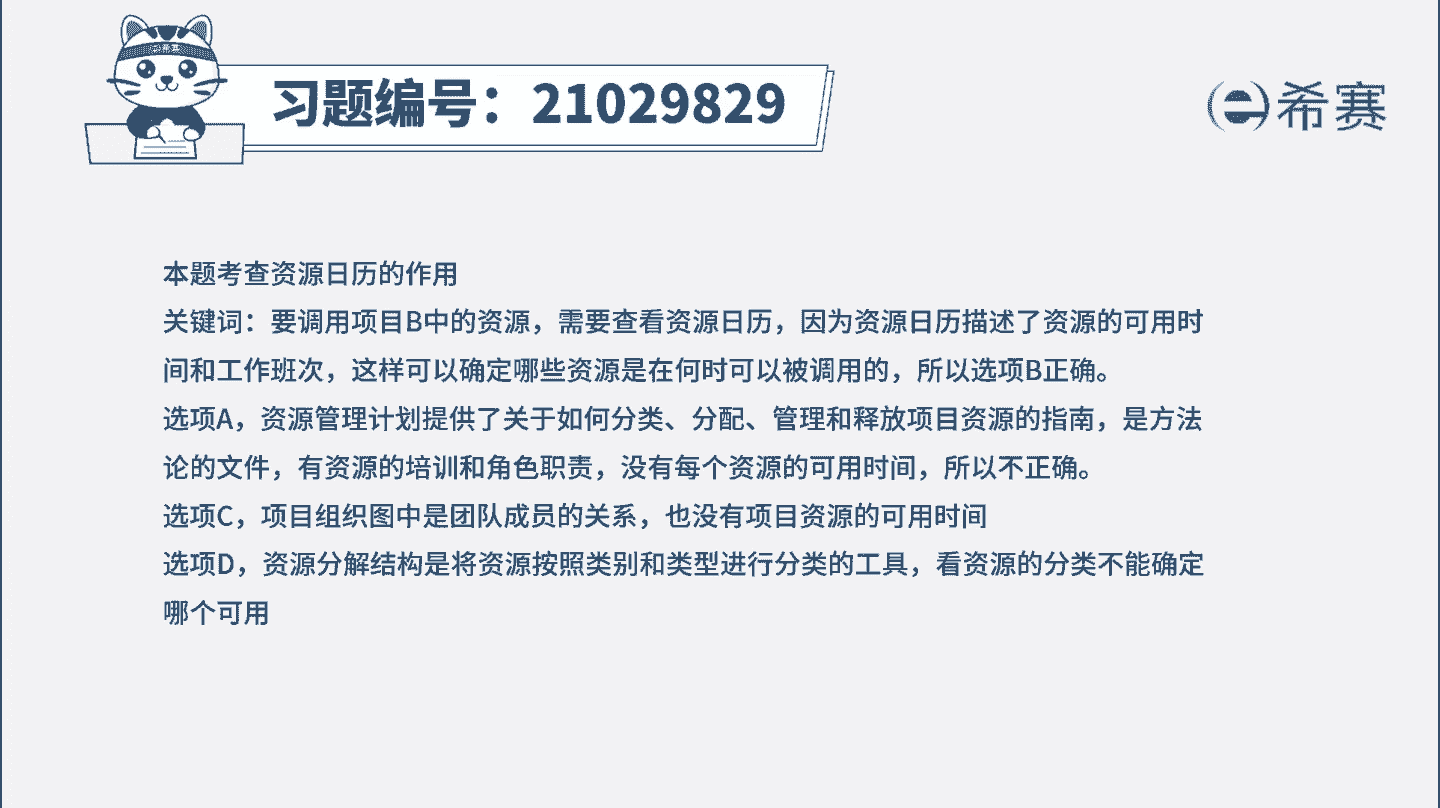 希赛
习题编号：21029829
希赛
本题考查资源日历的作用
关键词：要调用项目B中的资源，需要查看资源日历，因为资源日历描述了资源的可用时
间和工作班次，这样可以确定哪些资源是在何时可以被调用的，所以选项B正确。
选项A，资源管理计划提供了关于如何分类、分配、管理和释放项目资源的指南，是方法
论的文件，有资源的培训和角色职责，没有每个资源的可用时间，所以不正确。
选项C，项目组织图中是团队成员的关系，也没有项目资源的可用时间
选项D，资源分解结构是将资源按照类别和类型进行分类的工具，看资源的分类不能确定
哪个可用